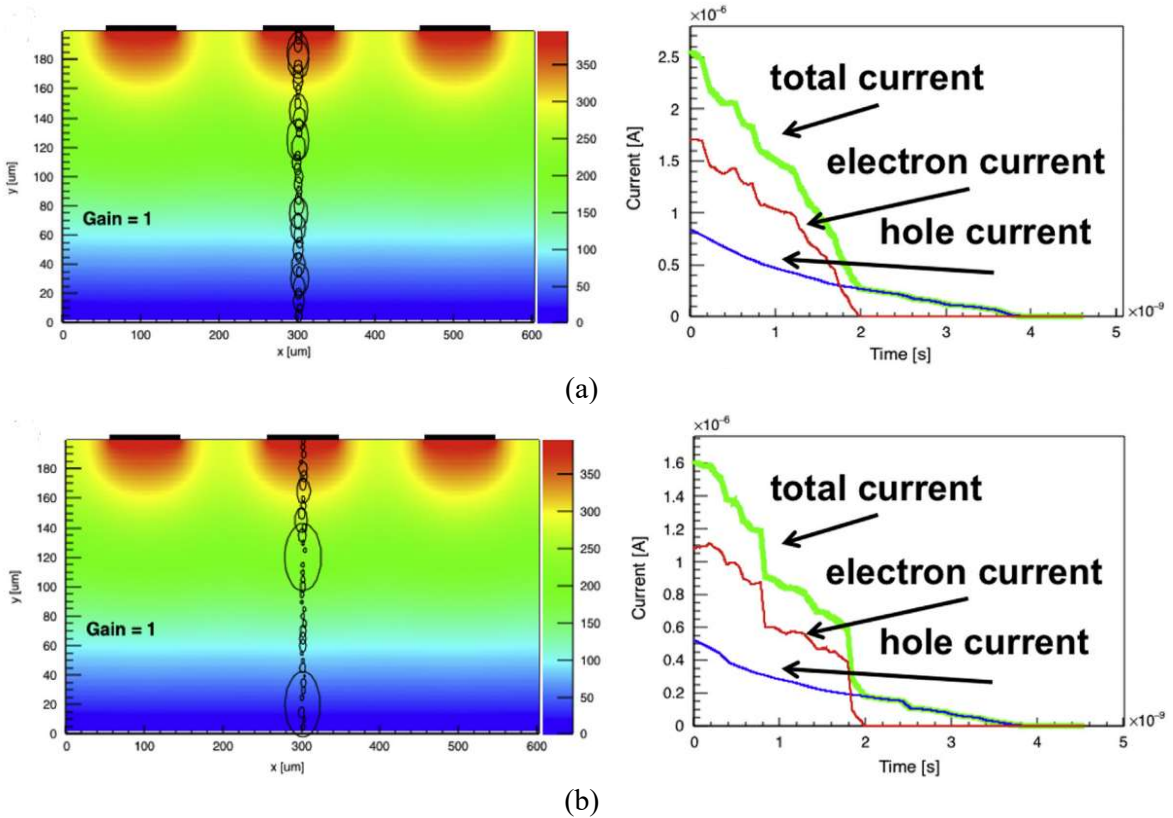 180
160
140
120
100
80
60
40
20
0
y [um]
Gain = 1
0 100 200 300 400 500 600
x [um]
350
300
250
200
150
100
50
0
×10⁻⁶
2.5
2
1.5
1
0.5
0
Current [A]
total current
electron current
hole current
0 1 2 3 4 5
×10⁻⁹
Time [s]
(a)
180
160
140
120
100
80
60
40
20
0
y [um]
Gain = 1
0 100 200 300 400 500 600
x [um]
350
300
250
200
150
100
50
0
×10⁻⁶
1.6
1.4
1.2
1
0.8
0.6
0.4
0.2
0
Current [A]
total current
electron current
hole current
0 1 2 3 4 5
×10⁻⁹
Time [s]
(b)